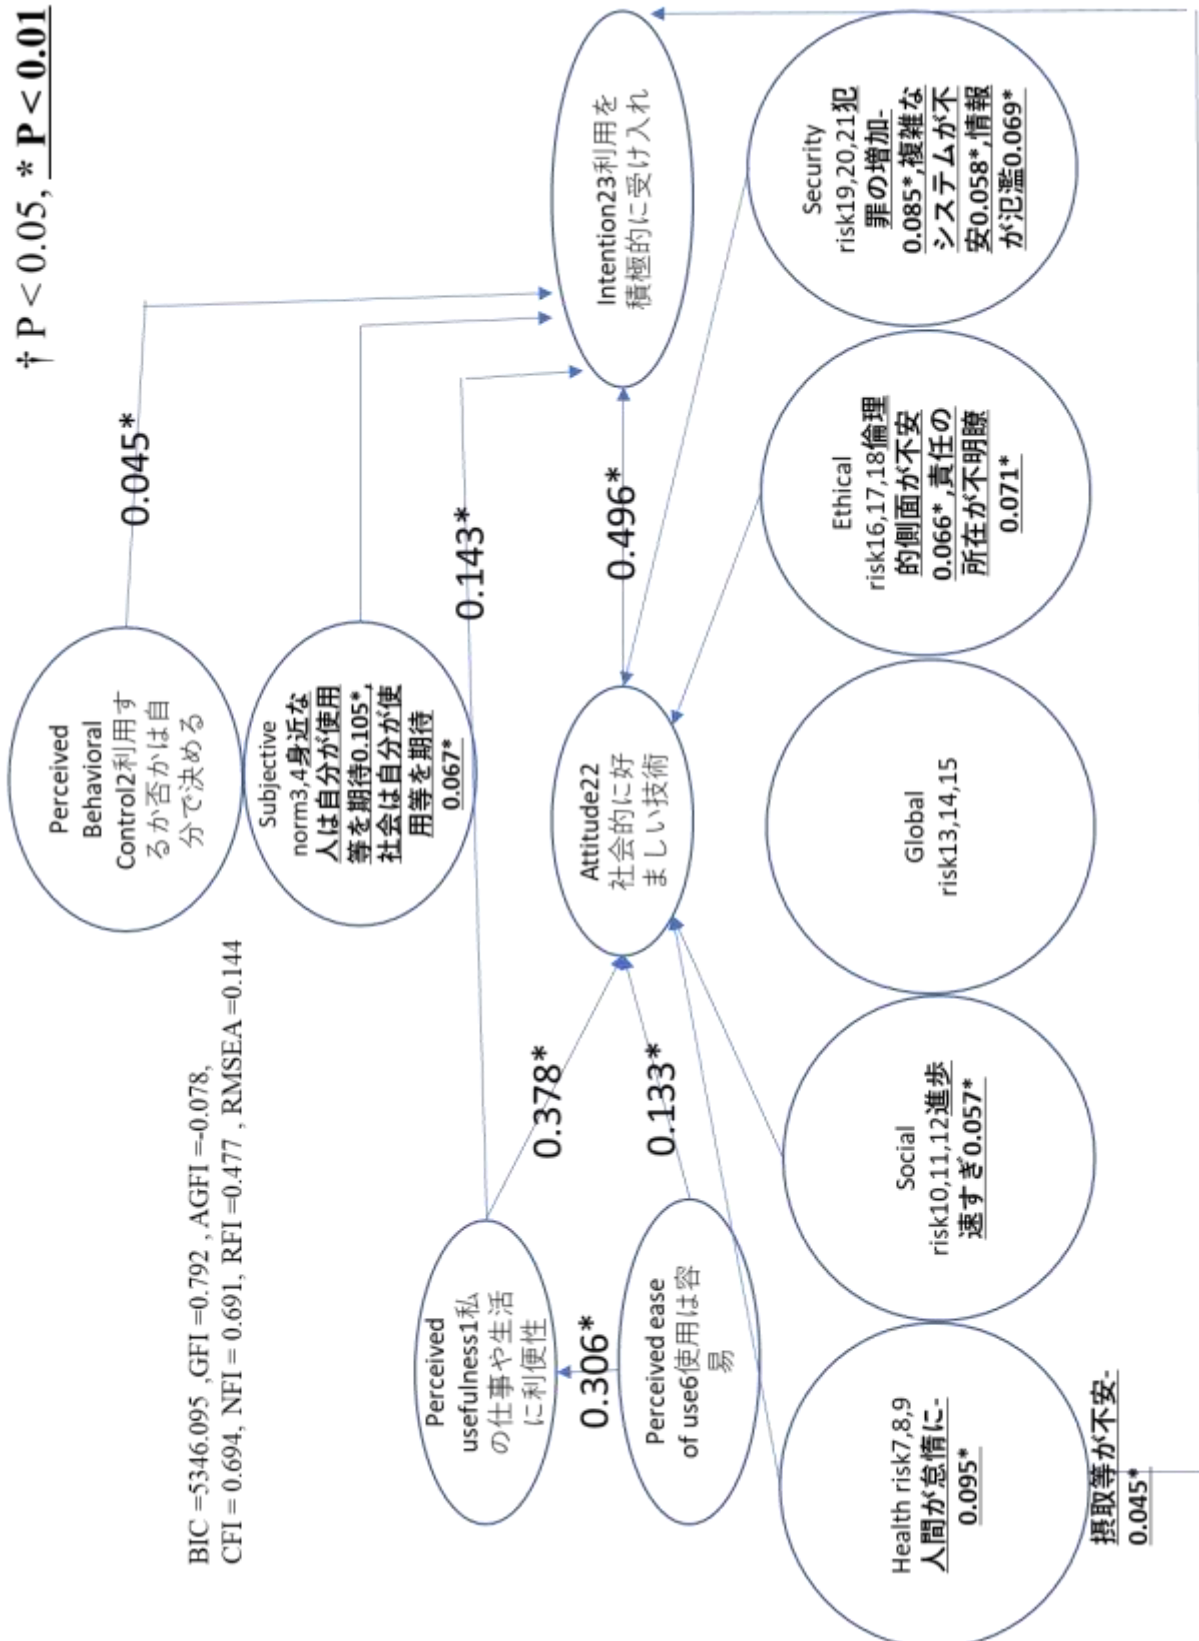 † P < 0.05, * P < 0.01
BIC =5346.095 ,GFI =0.792 , AGFI =-0.078,
CFI = 0.694, NFI = 0.691, RFI =0.477 , RMSEA =0.144
Perceived
Behavioral
Control2利用す
るか否かは自
分で決める
0.045*
Subjective
norm3,4身近な
人は自分が使用
等を期待0.105*,
社会は自分が使
用等を期待
0.067*
0.143*
Perceived
usefulness1私
の仕事や生活
に利便性
0.378*
0.306*
Perceived ease
of use6使用は容
易
0.133*
Attitude22
社会的に好
ましい技術
0.496*
Intention23利用を
積極的に受け入れ
Health risk7,8,9
人間が怠惰に-
0.095*
摂取等が不安-
0.045*
Social
risk10,11,12進歩
速すぎ0.057*
Global
risk13,14,15
Ethical
risk16,17,18倫理
的側面が不安
0.066*,責任の
所在が不明瞭
0.071*
Security
risk19,20,21犯
罪の増加-
0.085*,複雑な
システムが不
安0.058*,情報
が氾濫0.069*